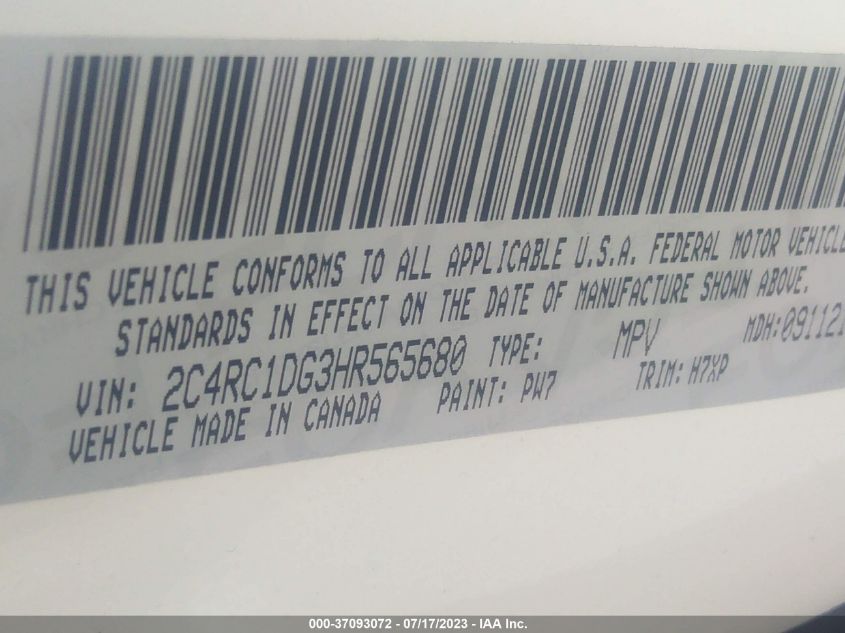 THIS VEHICLE CONFORMS TO ALL APPLICABLE U.S.A. FEDERAL MOTOR VEHICLE
STANDARDS IN EFFECT ON THE DATE OF MANUFACTURE SHOWN ABOVE.
VIN: 2C4RC1DG3HR565680 TYPE: MPV MDH: 091121
VEHICLE MADE IN CANADA PAINT: PW7 TRIM: H7XP
000-37093072 - 07/17/2023 - IAA Inc.